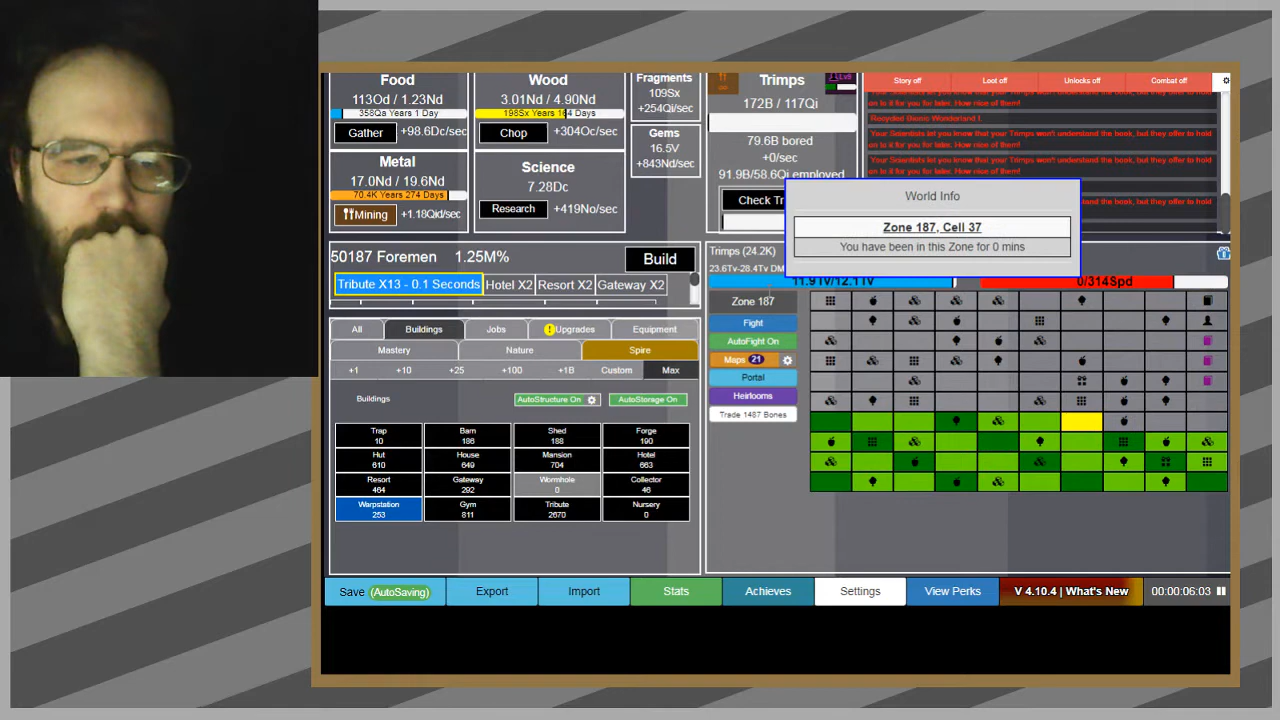 Food
113Od / 1.23Nd
358Qa Years 1 Day
Gather
+98.6Dc/sec
Wood
3.01Nd / 4.90Nd
Chop
+304Oc/sec
Metal
17.0Nd / 19.6Nd
70.4K Years 274 Days
Mining
+1.18Qid/sec
Science
7.28Dc
Research
+419No/sec
Fragments
109Sx
+254Qi/sec
Gems
16.5V
+843Nd/sec
Trimps
172B / 117Qi
79.6B bored
+0/sec
91.9B/58.6Qi employed
Check Tr
Story off
Loot off
Unlocks off
Combat off
Your Scientists let you know that your Trimps won't understand the book, but they offer to hold
on to it for you for later. How nice of them!
Your Scientists let you know that your Trimps won't understand the book, but they offer to hold
on to it for you for later. How nice of them!
World Info
Zone 187, Cell 37
You have been in this Zone for 0 mins
50187 Foremen
1.25M%
Build
Tribute X13 - 0.1 Seconds
Hotel X2
Resort X2
Gateway X2
Trimps (24.2K)
0/314Spd
All
Buildings
Jobs
Upgrades
Equipment
Mastery
Nature
Spire
+1
+10
+25
+100
+1B
Custom
Max
Buildings
AutoStructure On
AutoStorage On
Trap
10
Barn
186
Shed
188
Forge
190
Hut
610
House
649
Mansion
704
Hotel
663
Resort
464
Gateway
292
Wormhole
0
Collector
46
Warpstation
253
Gym
811
Tribute
2670
Nursery
0
Zone 187
Fight
AutoFight On
Maps 21
Portal
Heirlooms
Trade 1487 Bones
Save (AutoSaving)
Export
Import
Stats
Achieves
Settings
View Perks
V 4.10.4 | What's New
00:00:06:03